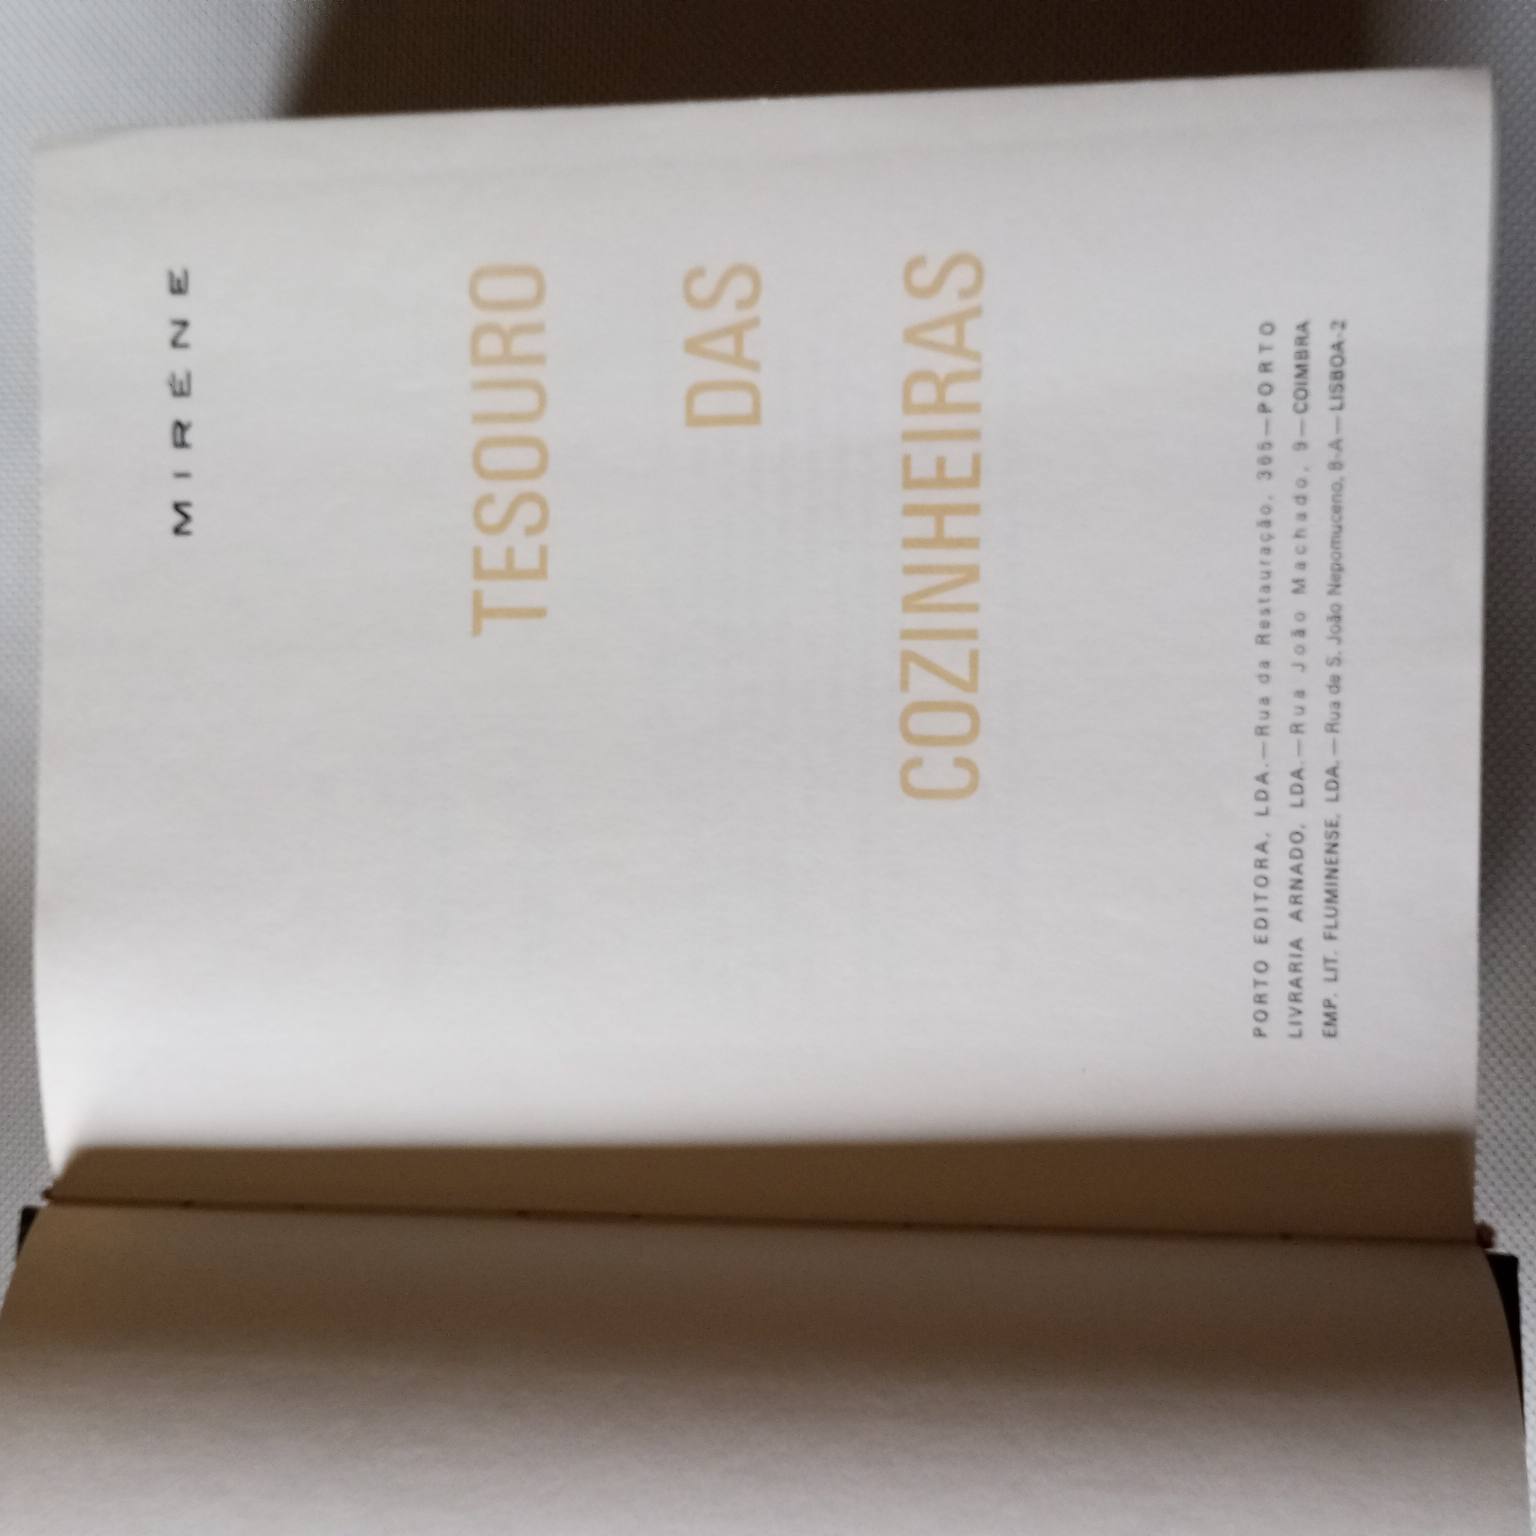 MIRÉNE
TESOURO
DAS
COZINHEIRAS
PORTO EDITORA, LDA.—Rua da Restauração, 365—PORTO
LIVRARIA ARNADO, LDA.—Rua João Machado, 9—COIMBRA
EMP. LIT. FLUMINENSE, LDA.—Rua de S. João Nepomuceno, 8-A—LISBOA-2